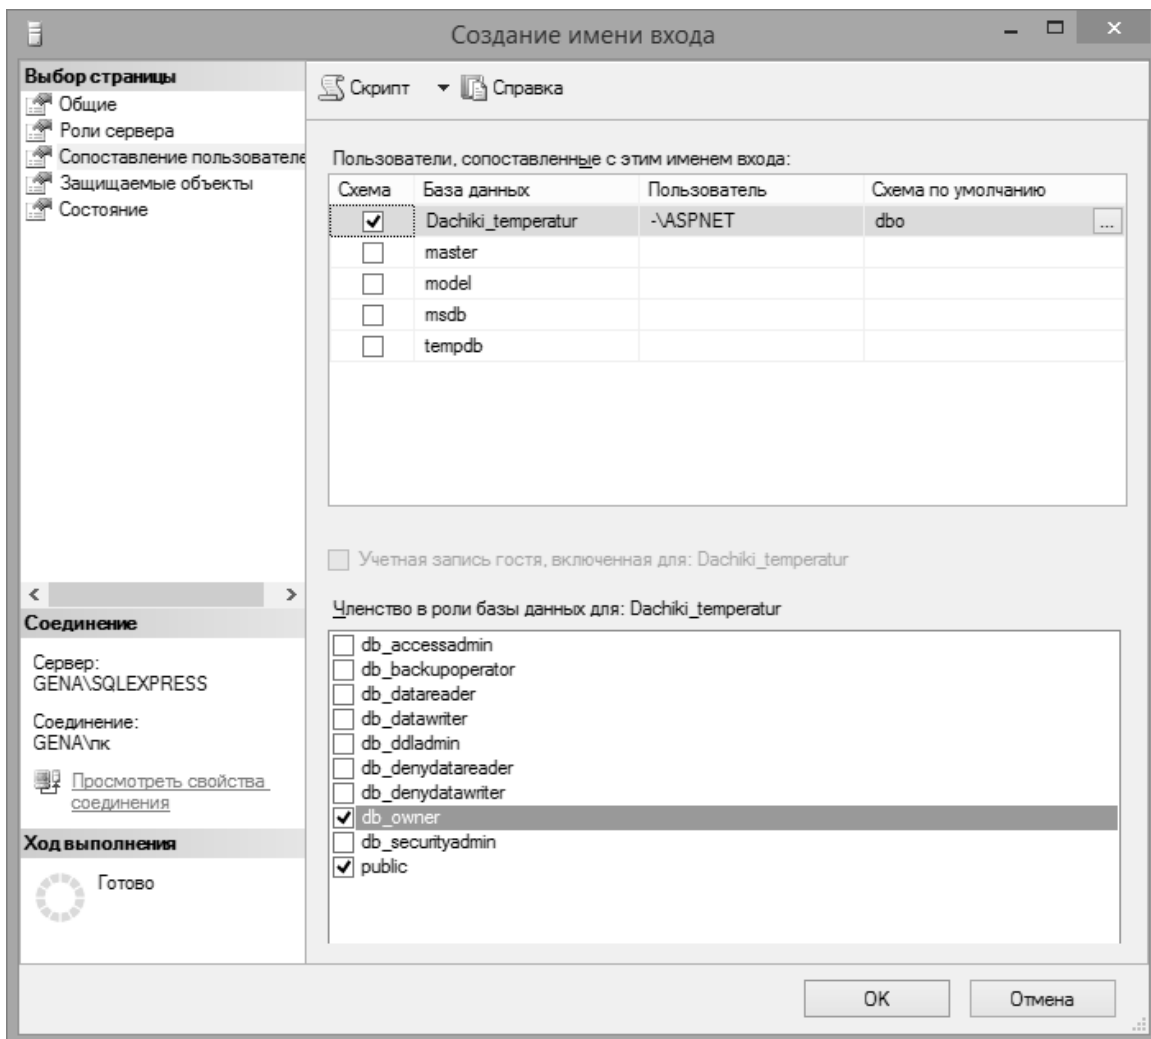 Создание имени входа
Выбор страницы
Общие
Роли сервера
Сопоставление пользователе
Защищаемые объекты
Состояние
Скрипт
Справка
Пользователи, сопоставленные с этим именем входа:
Схема База данных Пользователь Схема по умолчанию
Dachiki_temperatur -\ASPNET dbo ...
master
model
msdb
tempdb
Учетная запись гостя, включенная для: Dachiki_temperatur
Членство в роли базы данных для: Dachiki_temperatur
db_accessadmin
db_backupoperator
db_datareader
db_datawriter
db_ddladmin
db_denydatareader
db_denydatawriter
db_owner
db_securityadmin
public
Соединение
Сервер:
GENA\SQLEXPRESS
Соединение:
GENA\пк
Просмотреть свойства
соединения
Ход выполнения
Готово
OK
Отмена